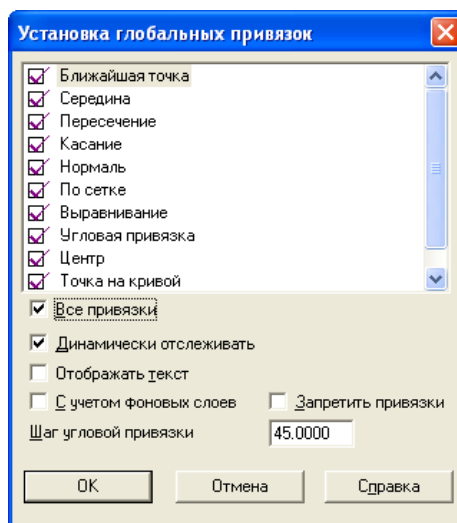 Установка глобальных привязок
Ближайшая точка
Середина
Пересечение
Касание
Нормаль
По сетке
Выравнивание
Угловая привязка
Центр
Точка на кривой
Все привязки
Динамически отслеживать
Отображать текст
С учетом фоновых слоев Запретить привязки
Шаг угловой привязки 45.0000
OK Отмена Справка